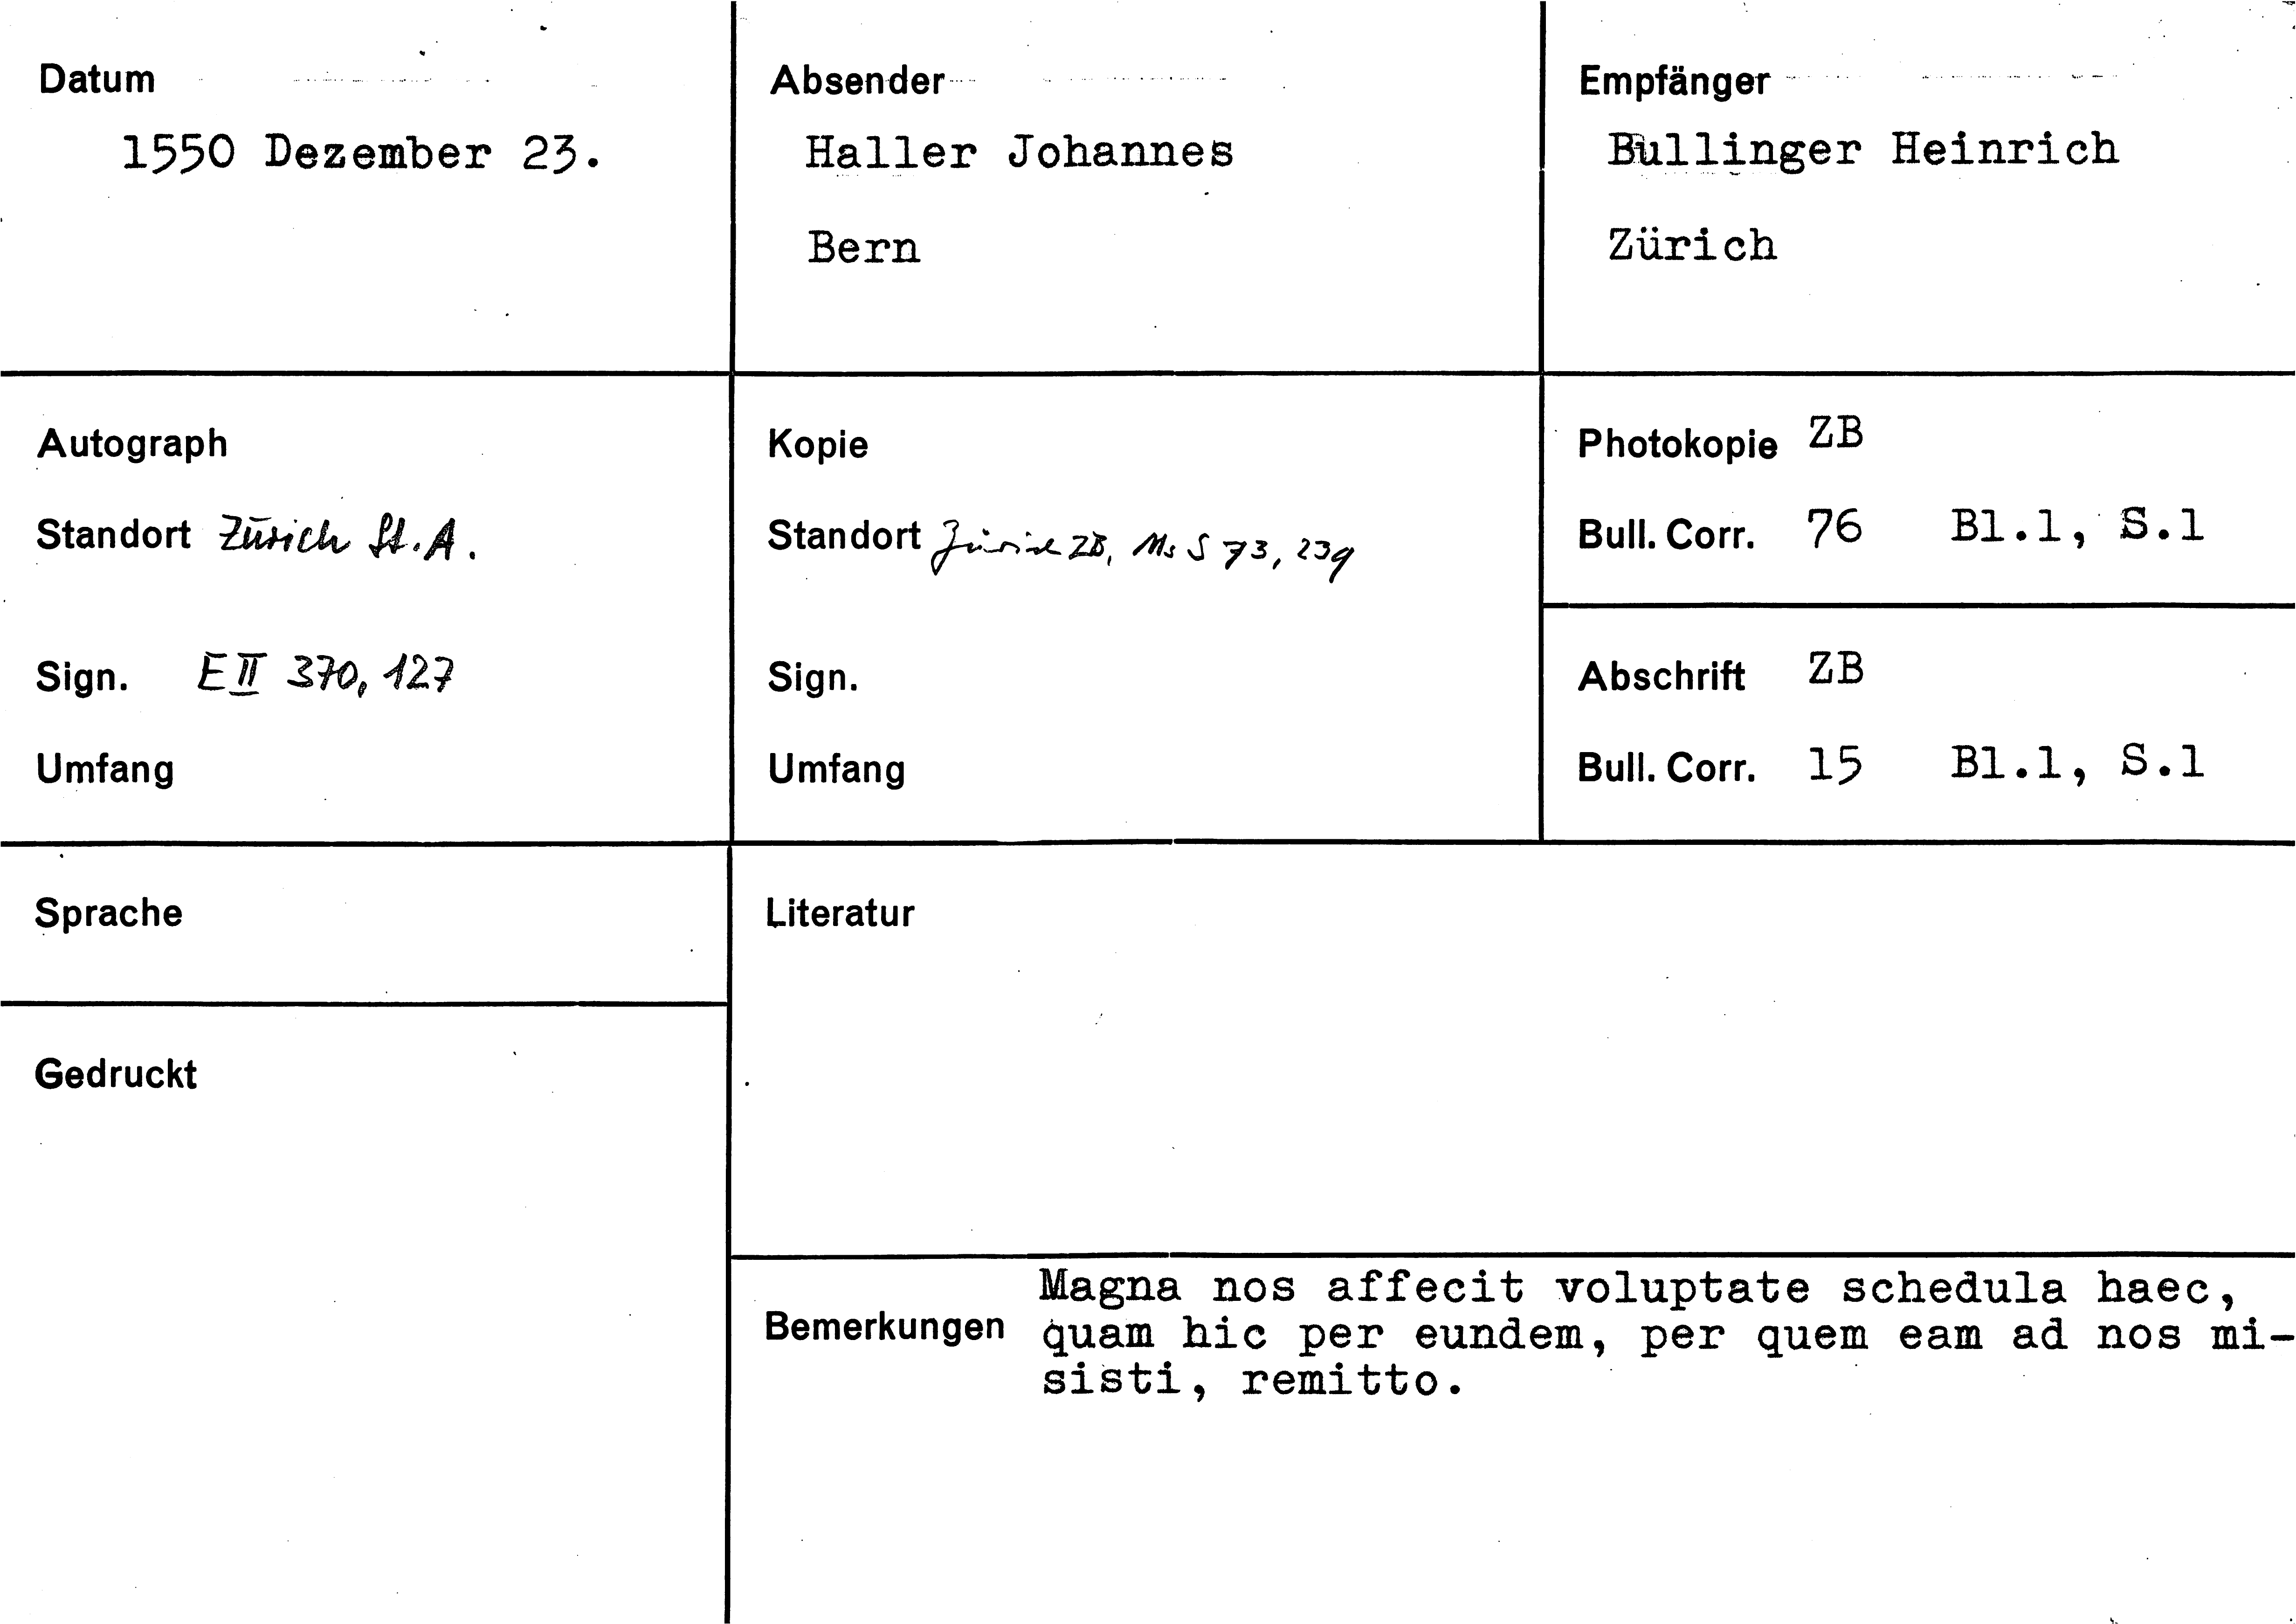 Datum
1550 Dezember 23.
Absender
Haller Johannes
Bern
Empfänger
Bullinger Heinrich
Zürich
Autograph
Standort Zürich St.A.
Sign. E II 370, 127
Umfang
Kopie
Standort Zürich ZB, Ms S 73, 239
Sign.
Umfang
Photokopie ZB
Bull. Corr. 76 Bl.1, S.1
Abschrift ZB
Bull. Corr. 15 Bl.1, S.1
Sprache
Literatur
Gedruckt
Bemerkungen
Magna nos affecit voluptate schedula haec,
quam hic per eundem, per quem eam ad nos mi-
sisti, remitto.